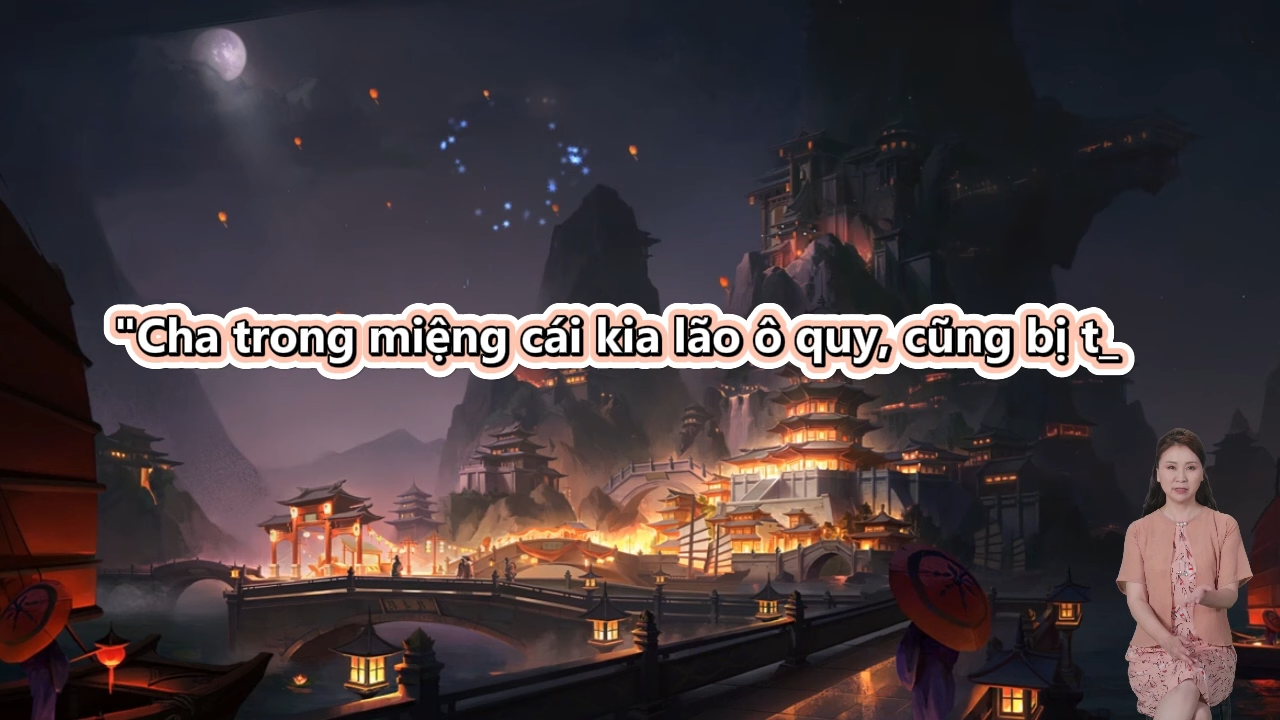 "Cha trong miệng cái kia lão ô quy, cũng bị t_